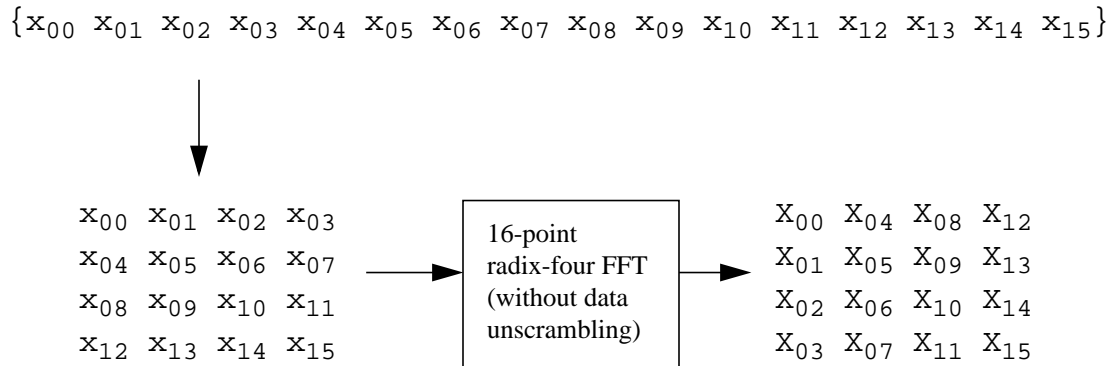 {x₀₀ x₀₁ x₀₂ x₀₃ x₀₄ x₀₅ x₀₆ x₀₇ x₀₈ x₀₉ x₁₀ x₁₁ x₁₂ x₁₃ x₁₄ x₁₅}
x₀₀ x₀₁ x₀₂ x₀₃
x₀₄ x₀₅ x₀₆ x₀₇
x₀₈ x₀₉ x₁₀ x₁₁
x₁₂ x₁₃ x₁₄ x₁₅
16-point
radix-four FFT
(without data
unscrambling)
X₀₀ X₀₄ X₀₈ X₁₂
X₀₁ X₀₅ X₀₉ X₁₃
X₀₂ X₀₆ X₁₀ X₁₄
X₀₃ X₀₇ X₁₁ X₁₅